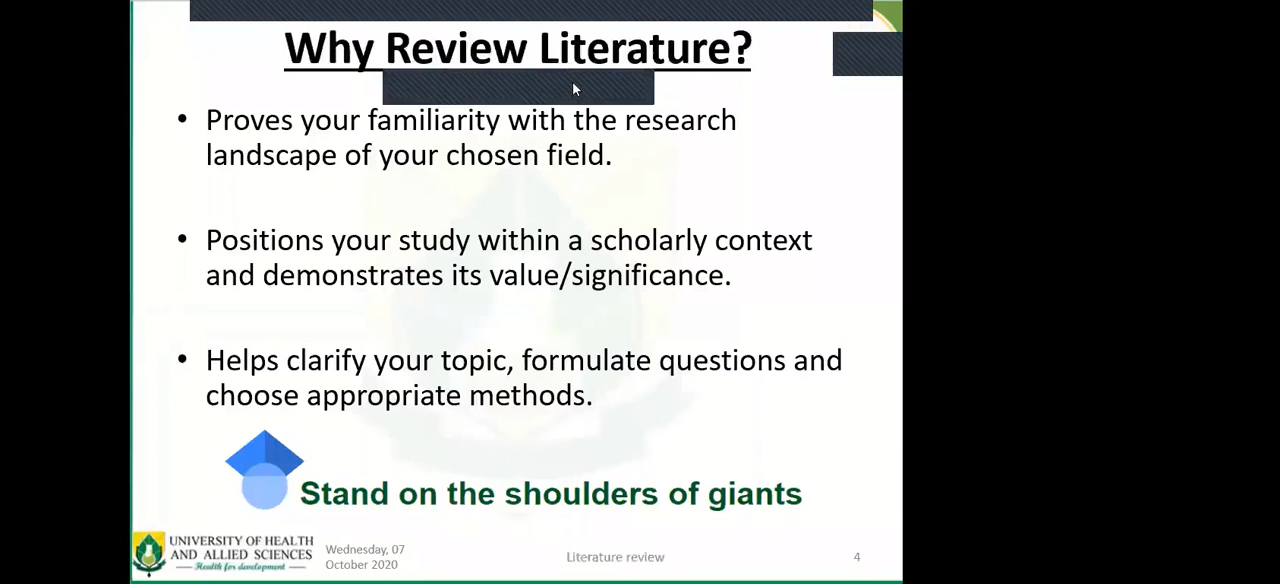 Why Review Literature?
• Proves your familiarity with the research
landscape of your chosen field.
• Positions your study within a scholarly context
and demonstrates its value/significance.
• Helps clarify your topic, formulate questions and
choose appropriate methods.
Stand on the shoulders of giants
UNIVERSITY OF HEALTH
AND ALLIED SCIENCES
Health for development
Wednesday, 07
October 2020
Literature review
4